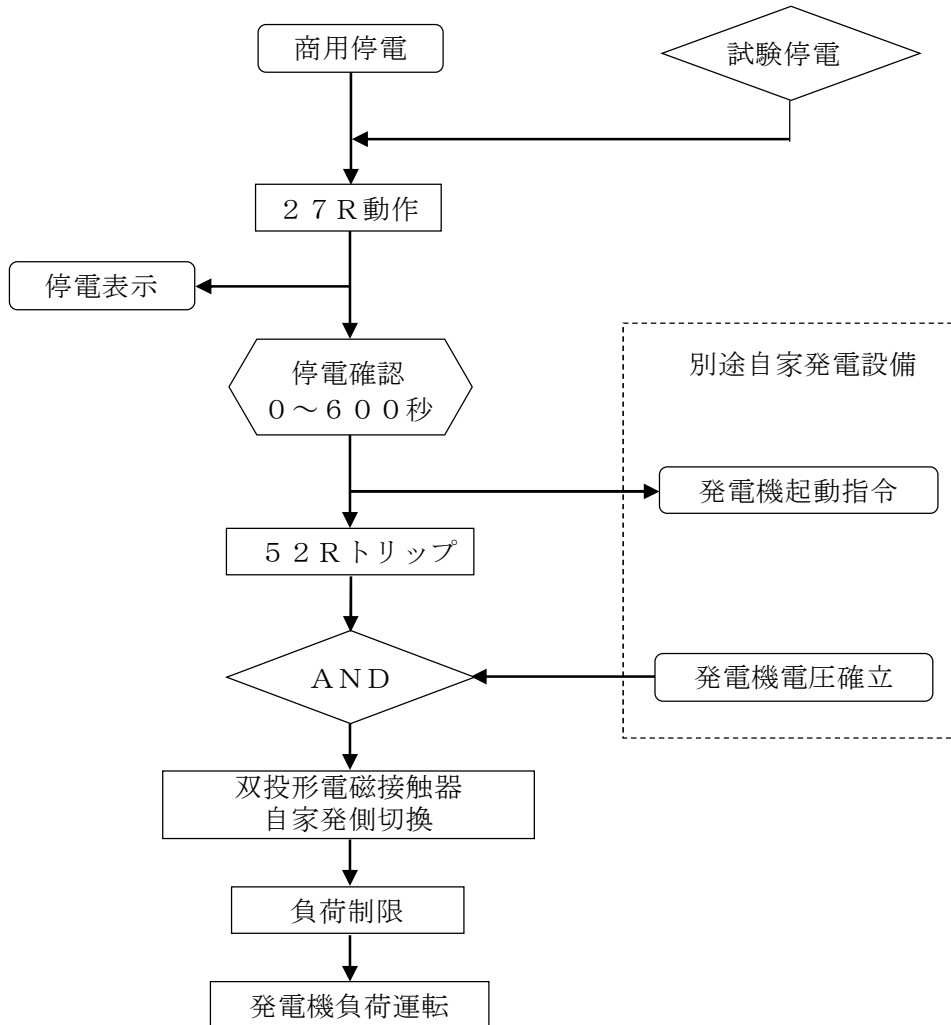 商用停電
試験停電
２７Ｒ動作
停電表示
停電確認
０～６００秒
別途自家発電設備
発電機起動指令
５２Ｒトリップ
ＡＮＤ
発電機電圧確立
双投形電磁接触器
自家発側切換
負荷制限
発電機負荷運転